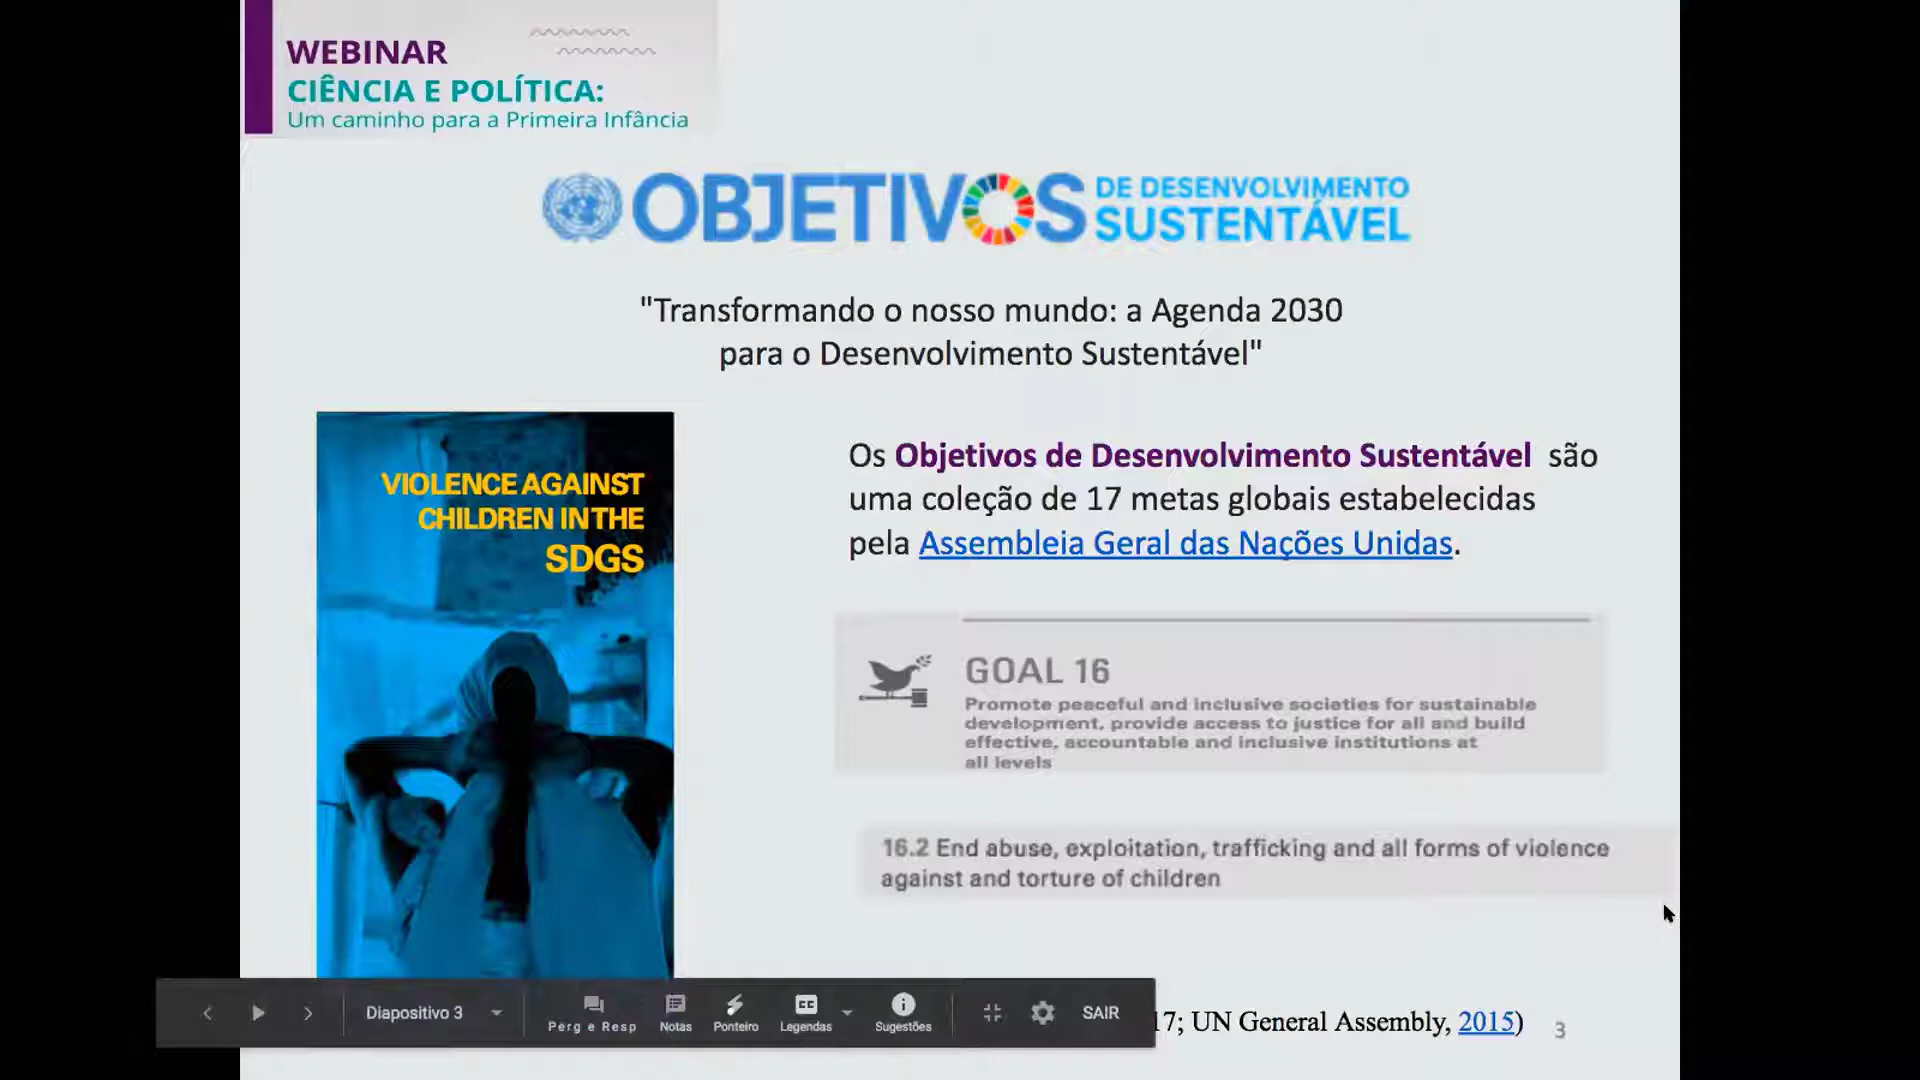 WEBINAR
CIÊNCIA E POLÍTICA:
Um caminho para a Primeira Infância
OBJETIVOS
DE DESENVOLVIMENTO
SUSTENTÁVEL
"Transformando o nosso mundo: a Agenda 2030
para o Desenvolvimento Sustentável"
VIOLENCE AGAINST
CHILDREN IN THE
SDGS
Os Objetivos de Desenvolvimento Sustentável são
uma coleção de 17 metas globais estabelecidas
pela Assembleia Geral das Nações Unidas.
GOAL 16
Promote peaceful and inclusive societies for sustainable
development, provide access to justice for all and build
effective, accountable and inclusive institutions at
all levels
16.2 End abuse, exploitation, trafficking and all forms of violence
against and torture of children
17; UN General Assembly, 2015)
3
Diapositivo 3
Perg e Resp
Notas
Ponteiro
CC
Legendas
Sugestões
SAIR